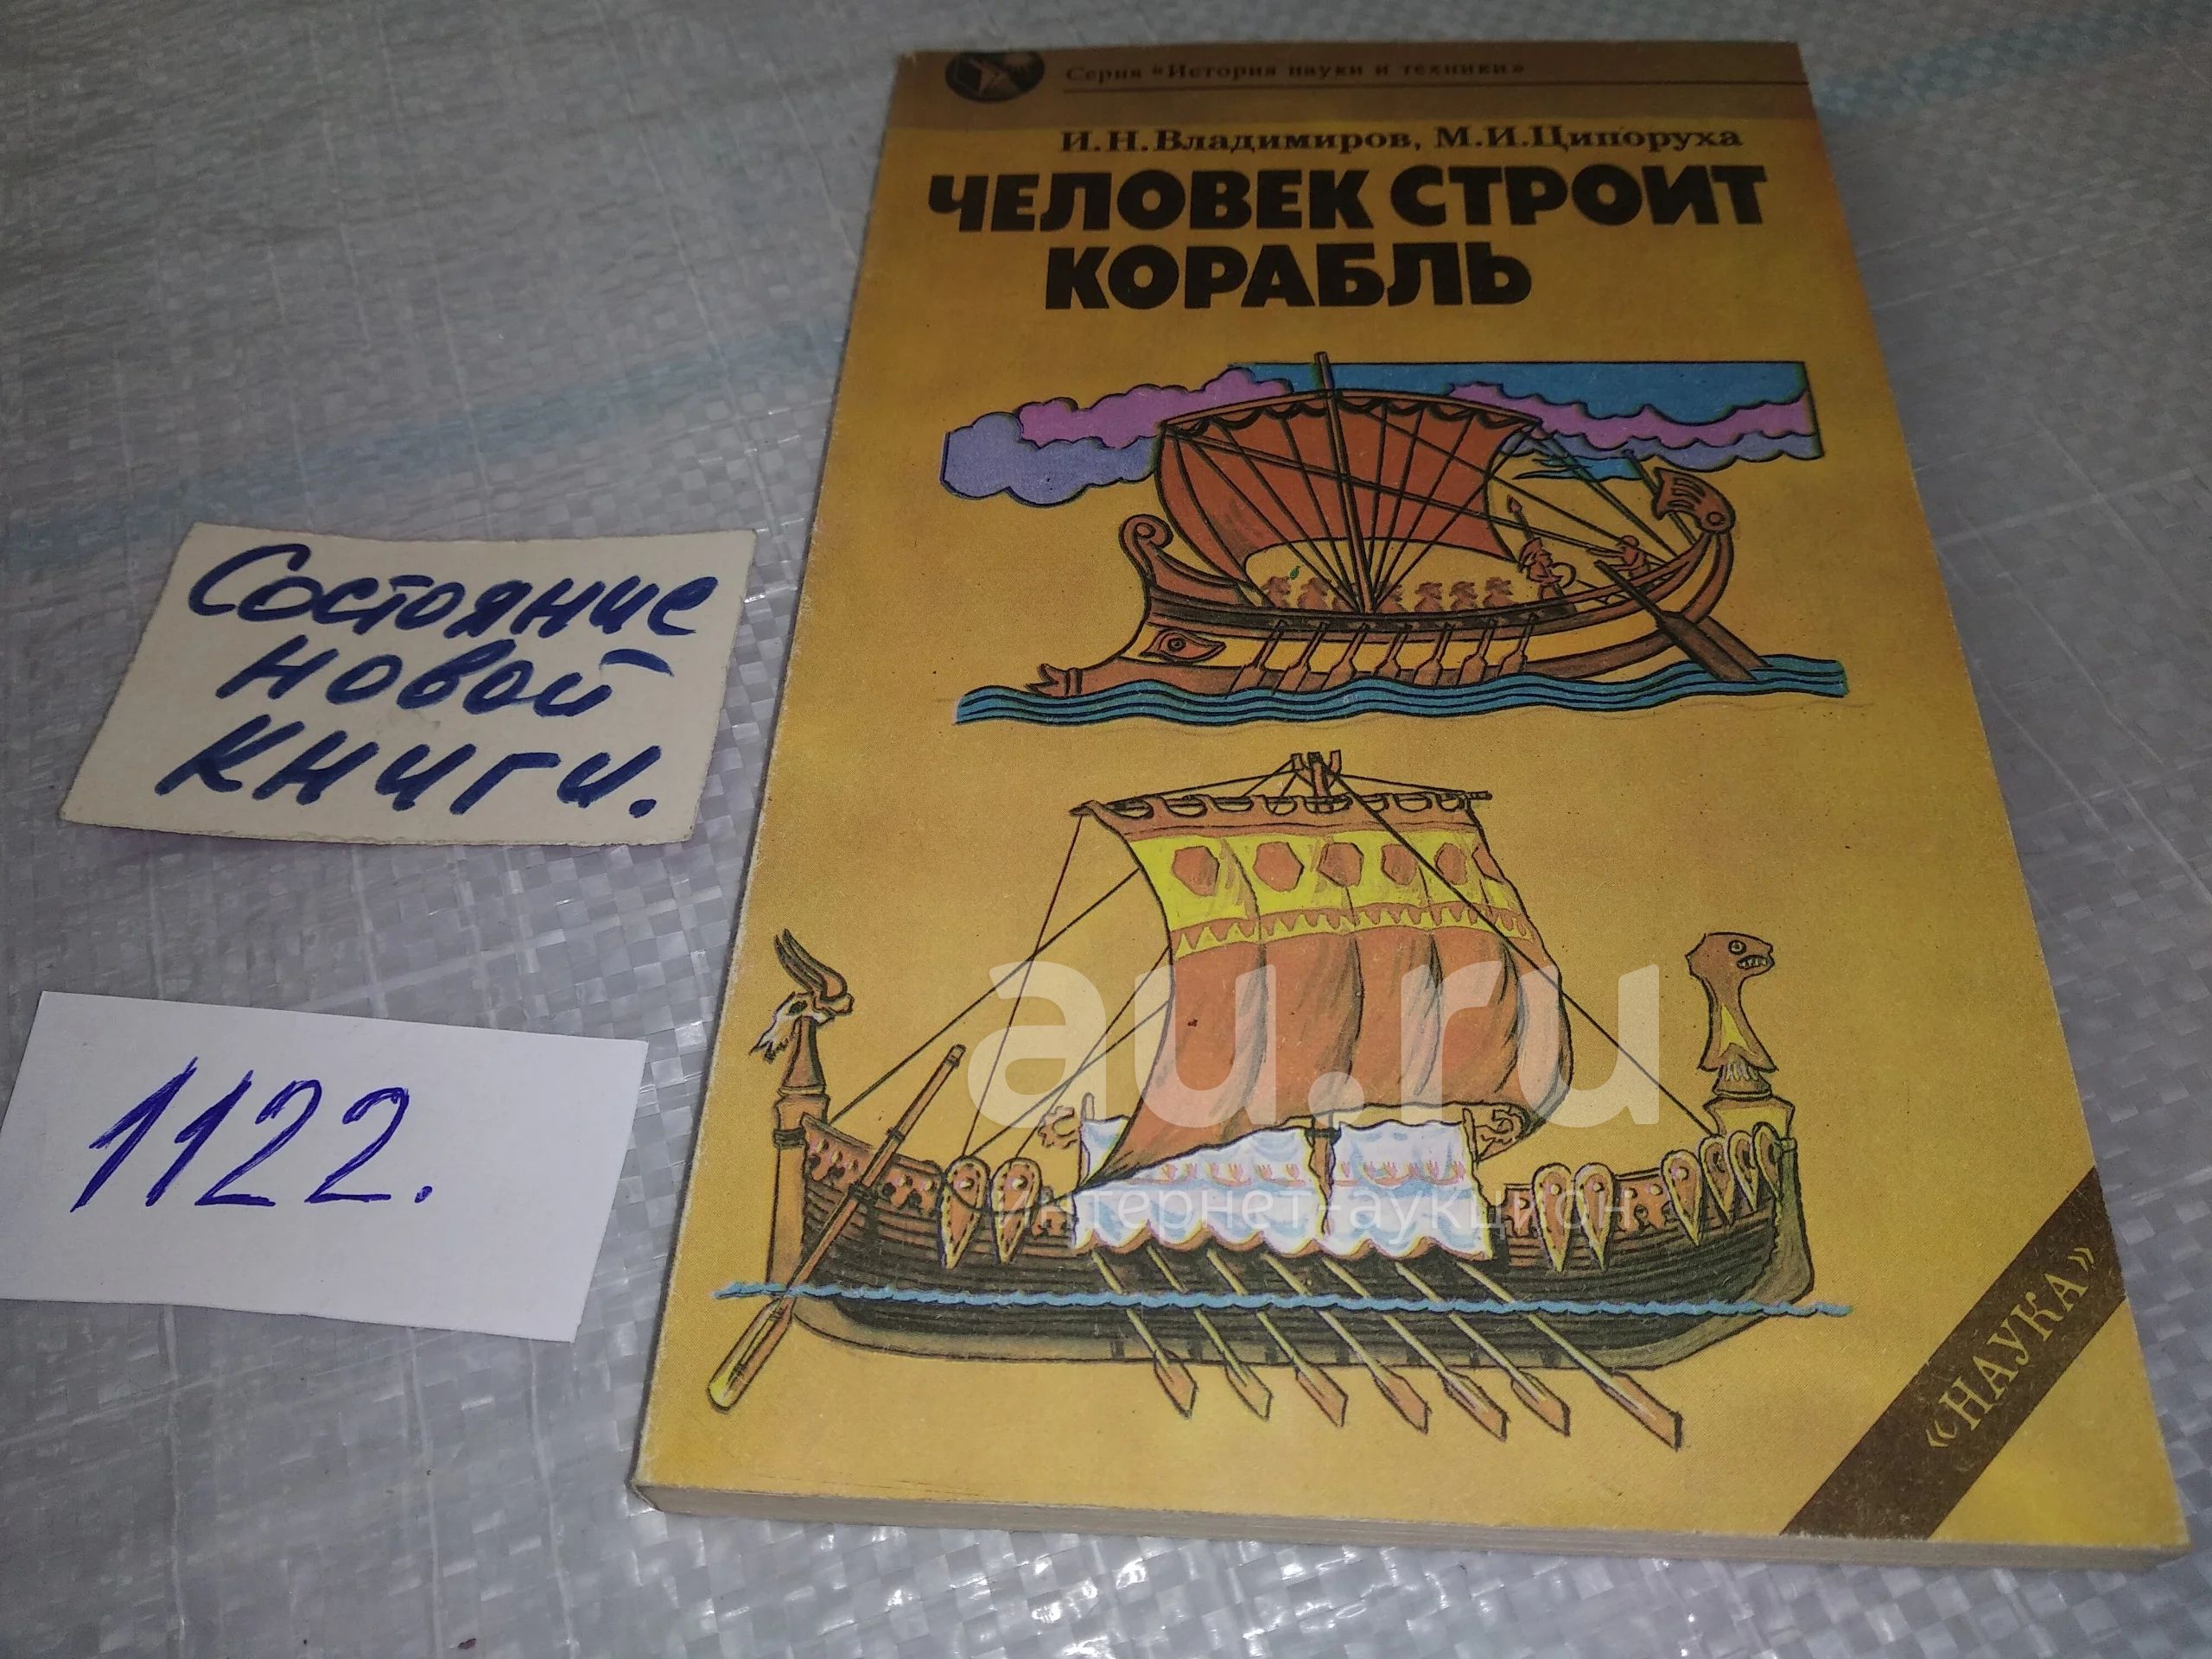 Серия «История науки и техники»
И.Н.Владимиров, М.И.Ципоруха
ЧЕЛОВЕК СТРОИТ
КОРАБЛЬ
Состояние
новой
книги.
1122.
au.ru
интернет-аукцион
«НАУКА»